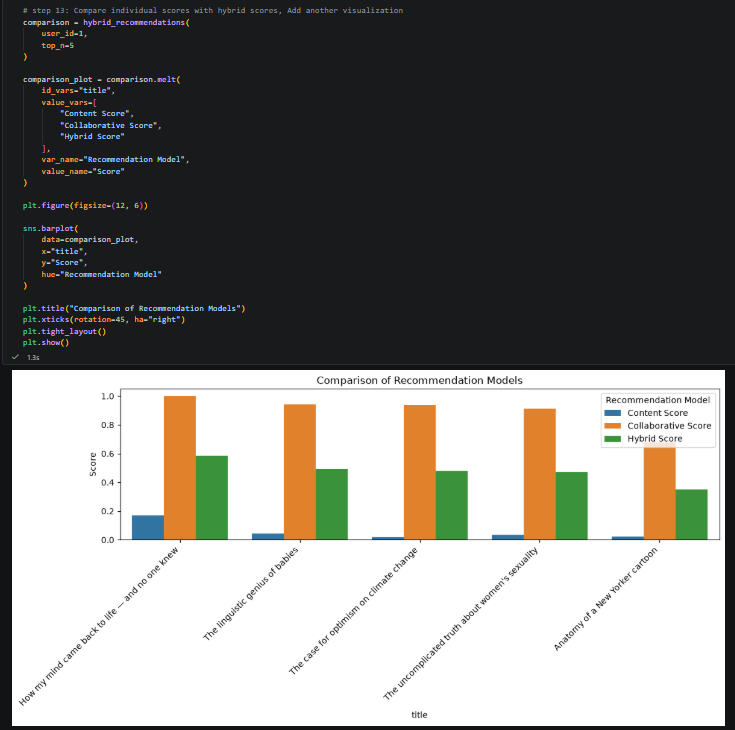 # step 13: Compare individual scores with hybrid scores, Add another visualization
comparison = hybrid_recommendations(
    user_id=1,
    top_n=5
)
comparison_plot = comparison.melt(
    id_vars="title",
    value_vars=[
        "Content Score",
        "Collaborative Score",
        "Hybrid Score"
    ],
    var_name="Recommendation Model",
    value_name="Score"
)
plt.figure(figsize=(12, 6))
sns.barplot(
    data=comparison_plot,
    x="title",
    y="Score",
    hue="Recommendation Model"
)
plt.title("Comparison of Recommendation Models")
plt.xticks(rotation=45, ha="right")
plt.tight_layout()
plt.show()
1.3s
Comparison of Recommendation Models
Recommendation Model
Content Score
Collaborative Score
Hybrid Score
1.0
0.8
0.6
0.4
0.2
0.0
Score
How my mind came back to life — and no one knew
The linguistic genius of babies
The case for optimism on climate change
The uncomplicated truth about women's sexuality
Anatomy of a New Yorker cartoon
title